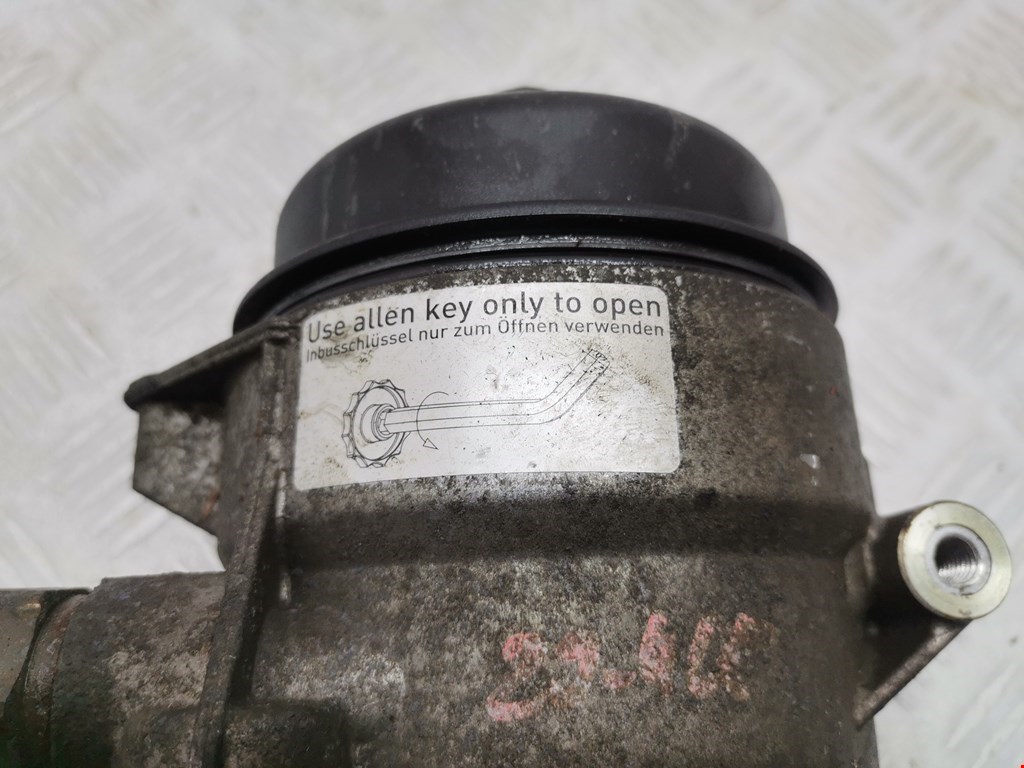 Use allen key only to open
Inbusschlüssel nur zum Öffnen verwenden